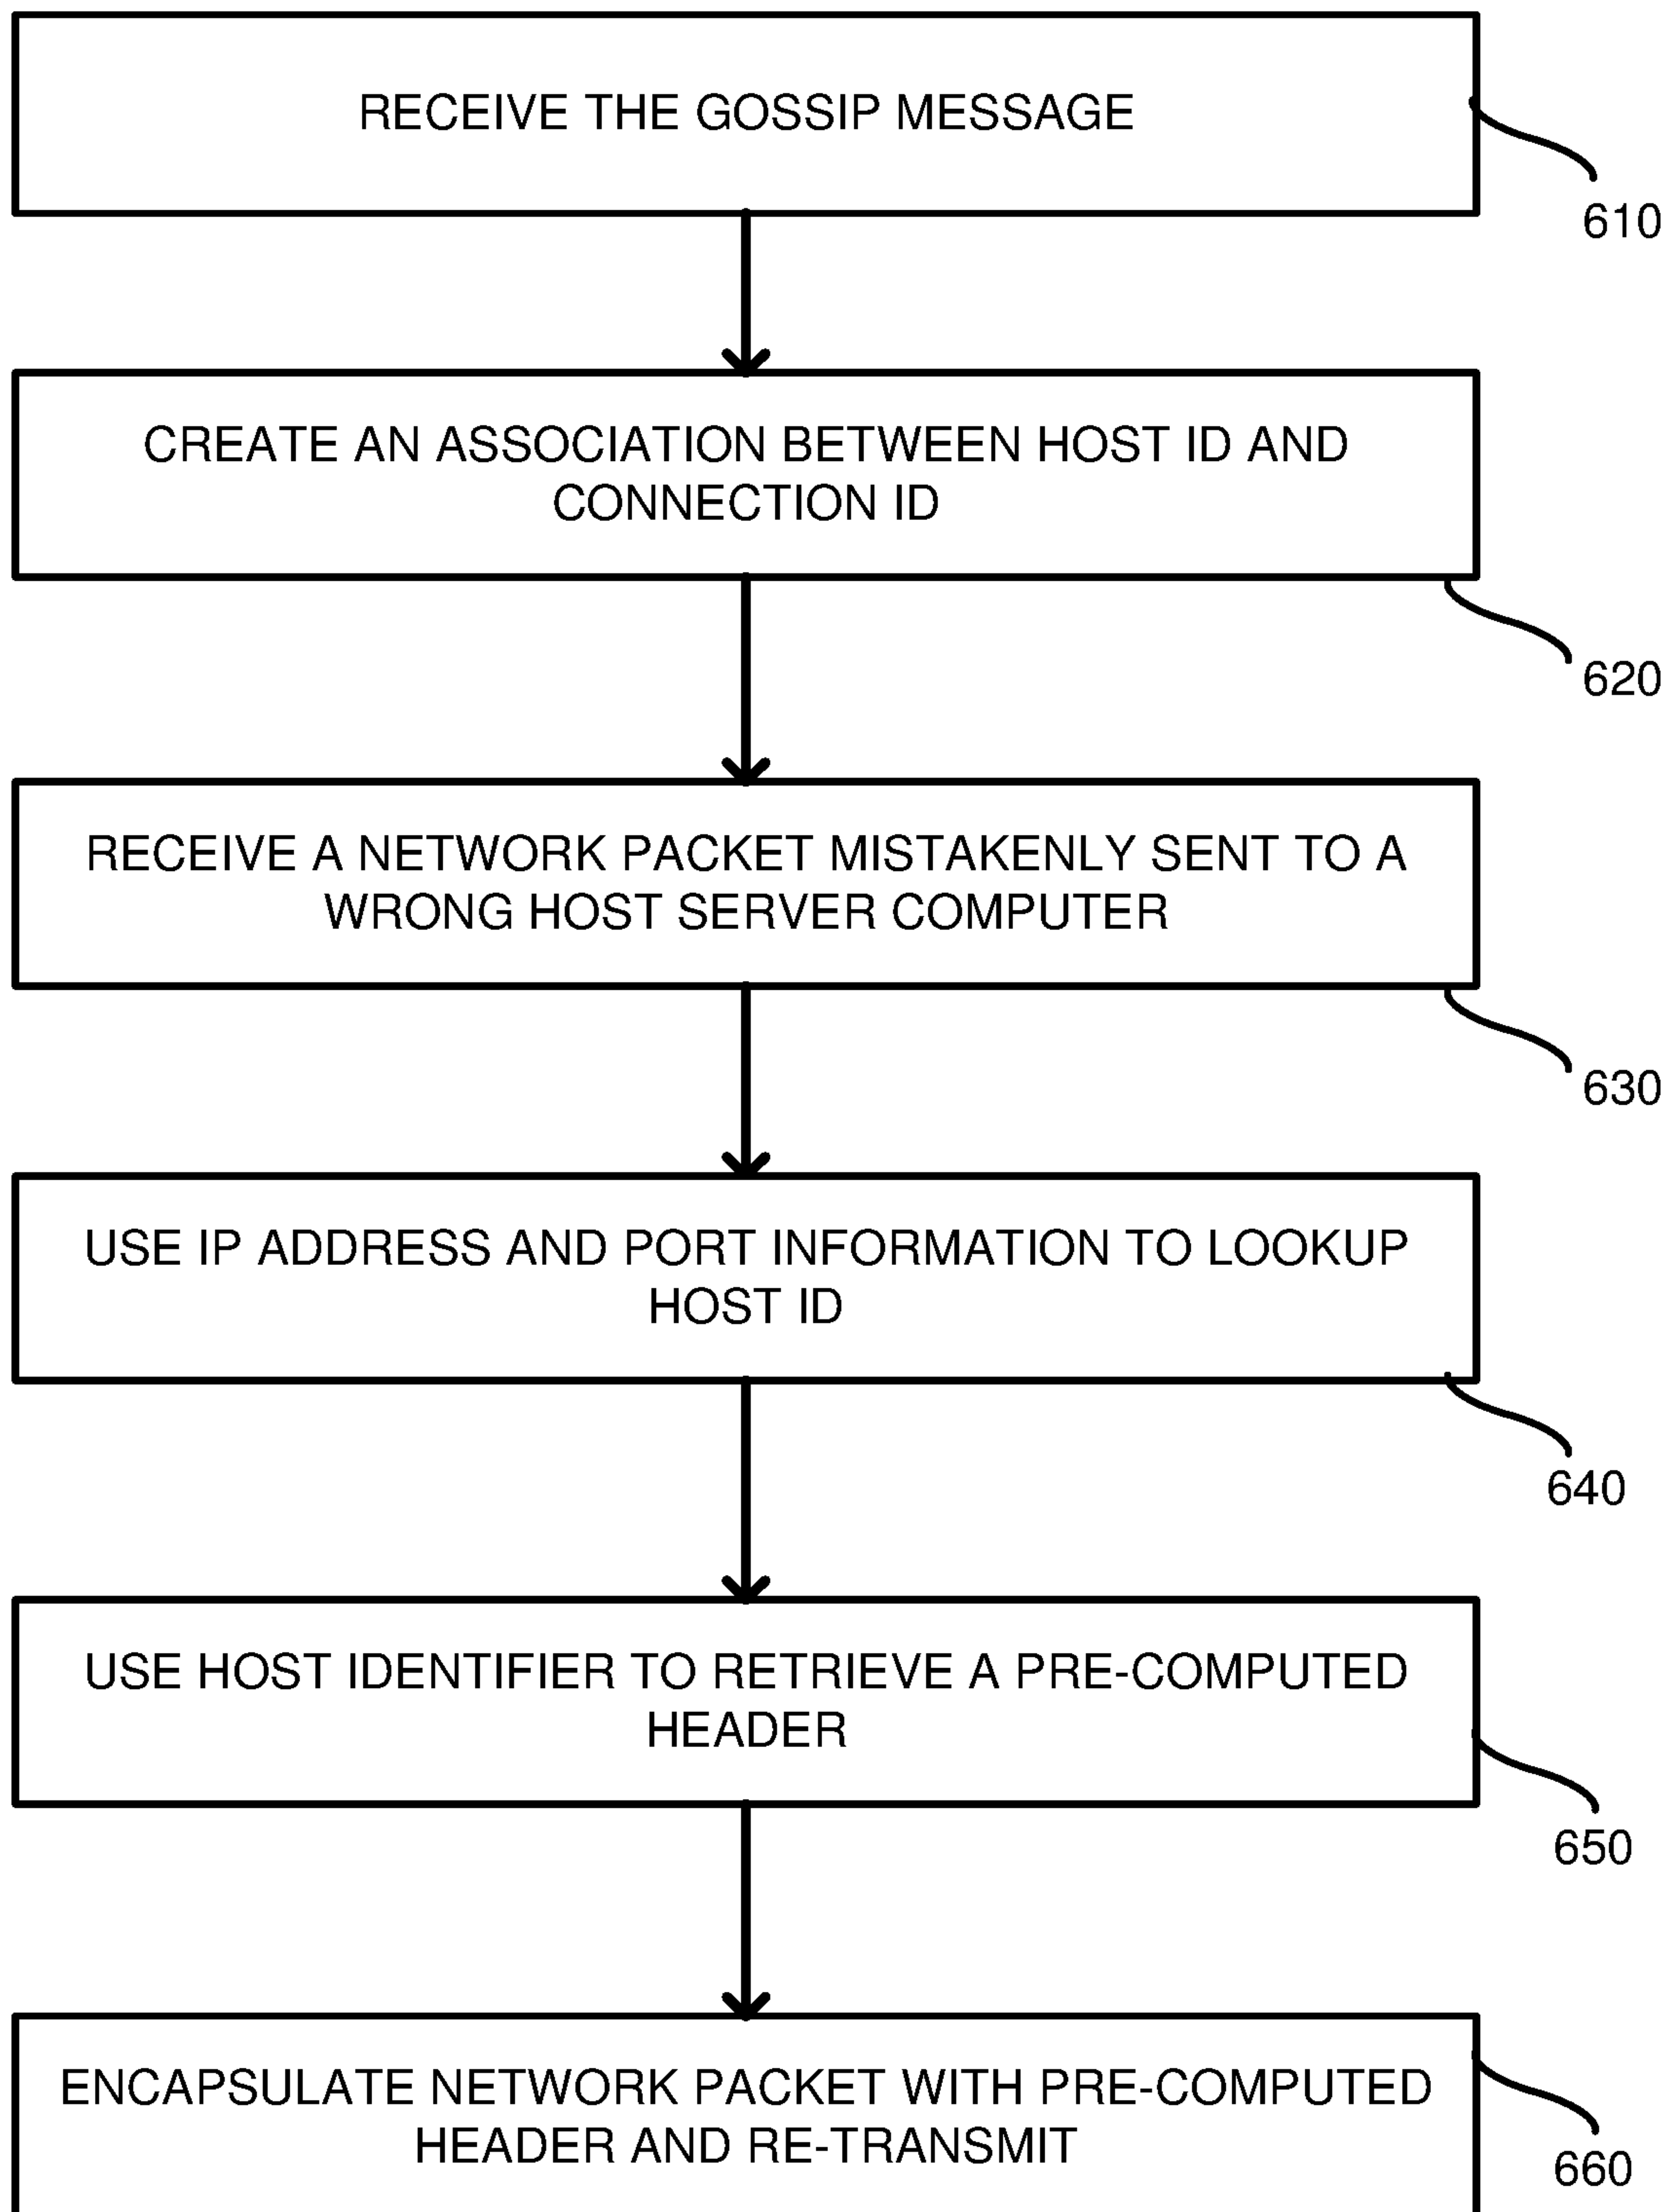 RECEIVE THE GOSSIP MESSAGE
610
CREATE AN ASSOCIATION BETWEEN HOST ID AND
CONNECTION ID
620
RECEIVE A NETWORK PACKET MISTAKENLY SENT TO A
WRONG HOST SERVER COMPUTER
630
USE IP ADDRESS AND PORT INFORMATION TO LOOKUP
HOST ID
640
USE HOST IDENTIFIER TO RETRIEVE A PRE-COMPUTED
HEADER
650
ENCAPSULATE NETWORK PACKET WITH PRE-COMPUTED
HEADER AND RE-TRANSMIT
660